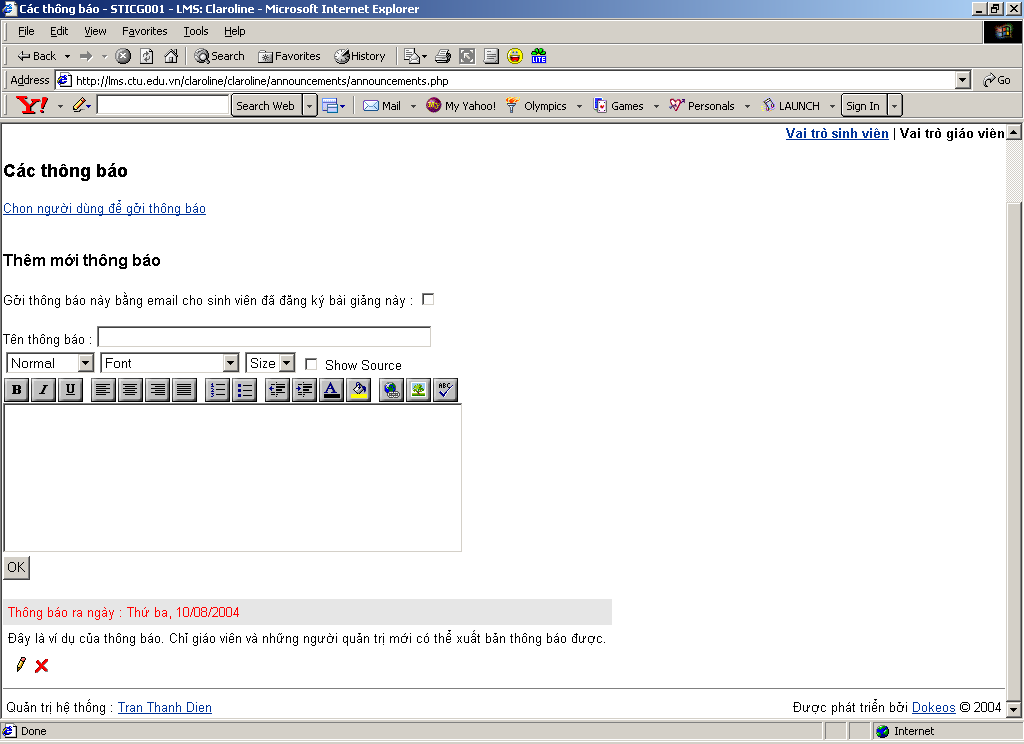 Các thông báo - STICG001 - LMS: Claroline - Microsoft Internet Explorer
File Edit View Favorites Tools Help
Back Search Favorites History LITE
Address http://lms.ctu.edu.vn/claroline/claroline/announcements/announcements.php Go
Y! Search Web Mail My Yahoo! Olympics Games Personals LAUNCH Sign In
Vai trò sinh viên | Vai trò giáo viên
Các thông báo
Chọn người dùng để gởi thông báo
Thêm mới thông báo
Gởi thông báo này bằng email cho sinh viên đã đăng ký bài giảng này :
Tên thông báo :
Normal Font Size Show Source
B I U A ABC
OK
Thông báo ra ngày : Thứ ba, 10/08/2004
Đây là ví dụ của thông báo. Chỉ giáo viên và những người quản trị mới có thể xuất bản thông báo được.
Quản trị hệ thống : Tran Thanh Dien Được phát triển bởi Dokeos © 2004
Done Internet